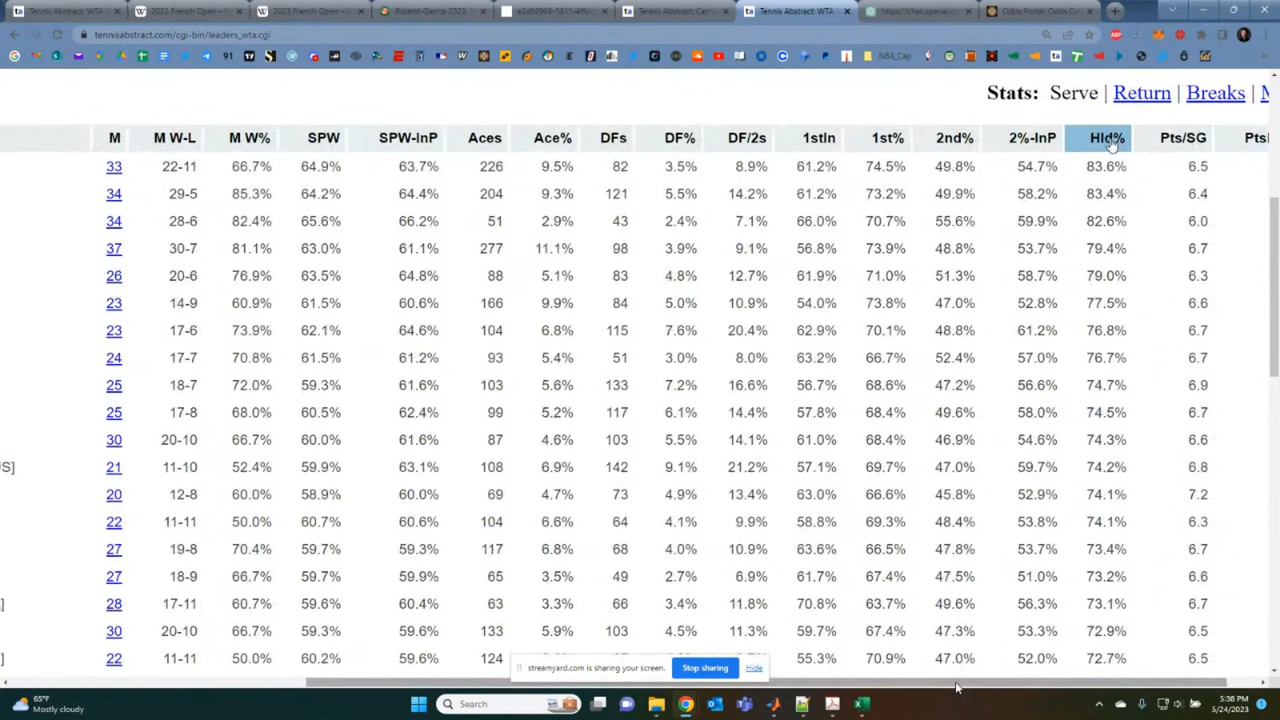 Tennis Abstract: WTA
2023 French Open –
2023 French Open –
Roland-Garros 2023:
Tennis Abstract:
Tennis Abstract: WTA
https://chat.openai.c
Odds Portal: Odds C
tennisabstract.com/cgi-bin/leaders_wta.cgi
91 NBA_Cap
Stats: Serve | Return | Breaks |
M M W-L M W% SPW SPW-InP Aces Ace% DFs DF% DF/2s 1stIn 1st% 2nd% 2%-InP Hld% Pts/SG Pts
33 22-11 66.7% 64.9% 63.7% 226 9.5% 82 3.5% 8.9% 61.2% 74.5% 49.8% 54.7% 83.6% 6.5
34 29-5 85.3% 64.2% 64.4% 204 9.3% 121 5.5% 14.2% 61.2% 73.2% 49.9% 58.2% 83.4% 6.4
34 28-6 82.4% 65.6% 66.2% 51 2.9% 43 2.4% 7.1% 66.0% 70.7% 55.6% 59.9% 82.6% 6.0
37 30-7 81.1% 63.0% 61.1% 277 11.1% 98 3.9% 9.1% 56.8% 73.9% 48.8% 53.7% 79.4% 6.7
26 20-6 76.9% 63.5% 64.8% 88 5.1% 83 4.8% 12.7% 61.9% 71.0% 51.3% 58.7% 79.0% 6.3
23 14-9 60.9% 61.5% 60.6% 166 9.9% 84 5.0% 10.9% 54.0% 73.8% 47.0% 52.8% 77.5% 6.6
23 17-6 73.9% 62.1% 64.6% 104 6.8% 115 7.6% 20.4% 62.9% 70.1% 48.8% 61.2% 76.8% 6.7
24 17-7 70.8% 61.5% 61.2% 93 5.4% 51 3.0% 8.0% 63.2% 66.7% 52.4% 57.0% 76.7% 6.7
25 18-7 72.0% 59.3% 61.6% 103 5.6% 133 7.2% 16.6% 56.7% 68.6% 47.2% 56.6% 74.7% 6.9
25 17-8 68.0% 60.5% 62.4% 99 5.2% 117 6.1% 14.4% 57.8% 68.4% 49.6% 58.0% 74.5% 6.7
30 20-10 66.7% 60.0% 61.6% 87 4.6% 103 5.5% 14.1% 61.0% 68.4% 46.9% 54.6% 74.3% 6.6
S] 21 11-10 52.4% 59.9% 63.1% 108 6.9% 142 9.1% 21.2% 57.1% 69.7% 47.0% 59.7% 74.2% 6.8
20 12-8 60.0% 58.9% 60.0% 69 4.7% 73 4.9% 13.4% 63.0% 66.6% 45.8% 52.9% 74.1% 7.2
22 11-11 50.0% 60.7% 60.6% 104 6.6% 64 4.1% 9.9% 58.8% 69.3% 48.4% 53.8% 74.1% 6.3
27 19-8 70.4% 59.7% 59.3% 117 6.8% 68 4.0% 10.9% 63.6% 66.5% 47.8% 53.7% 73.4% 6.7
27 18-9 66.7% 59.7% 59.9% 65 3.5% 49 2.7% 6.9% 61.7% 67.4% 47.5% 51.0% 73.2% 6.6
] 28 17-11 60.7% 59.6% 60.4% 63 3.3% 66 3.4% 11.8% 70.8% 63.7% 49.6% 56.3% 73.1% 6.7
30 20-10 66.7% 59.3% 59.6% 133 5.9% 103 4.5% 11.3% 59.7% 67.4% 47.3% 53.3% 72.9% 6.5
] 22 11-11 50.0% 60.2% 59.6% 124 55.3% 70.9% 47.0% 52.0% 72.7% 6.5
streamyard.com is sharing your screen. Stop sharing Hide
65°F
Mostly cloudy
Search
5:38 PM
5/24/2023